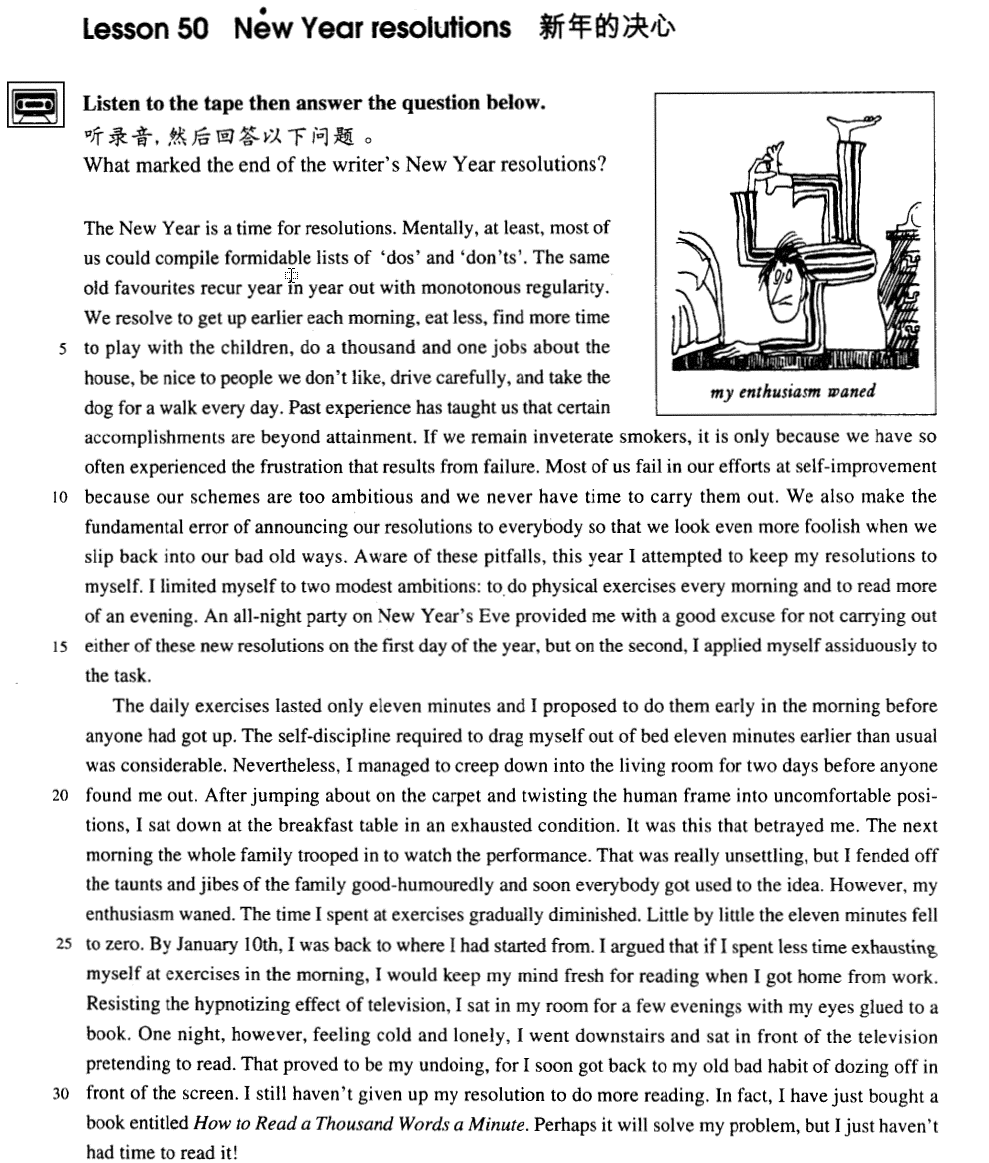 Lesson 50 New Year resolutions 新年的决心
Listen to the tape then answer the question below.
听录音，然后回答以下问题。
What marked the end of the writer's New Year resolutions?
The New Year is a time for resolutions. Mentally, at least, most of
us could compile formidable lists of 'dos' and 'don'ts'. The same
old favourites recur year in year out with monotonous regularity.
We resolve to get up earlier each morning, eat less, find more time
5 to play with the children, do a thousand and one jobs about the
house, be nice to people we don't like, drive carefully, and take the
dog for a walk every day. Past experience has taught us that certain
my enthusiasm waned
accomplishments are beyond attainment. If we remain inveterate smokers, it is only because we have so
often experienced the frustration that results from failure. Most of us fail in our efforts at self-improvement
10 because our schemes are too ambitious and we never have time to carry them out. We also make the
fundamental error of announcing our resolutions to everybody so that we look even more foolish when we
slip back into our bad old ways. Aware of these pitfalls, this year I attempted to keep my resolutions to
myself. I limited myself to two modest ambitions: to do physical exercises every morning and to read more
of an evening. An all-night party on New Year's Eve provided me with a good excuse for not carrying out
15 either of these new resolutions on the first day of the year, but on the second, I applied myself assiduously to
the task.
The daily exercises lasted only eleven minutes and I proposed to do them early in the morning before
anyone had got up. The self-discipline required to drag myself out of bed eleven minutes earlier than usual
was considerable. Nevertheless, I managed to creep down into the living room for two days before anyone
20 found me out. After jumping about on the carpet and twisting the human frame into uncomfortable posi-
tions, I sat down at the breakfast table in an exhausted condition. It was this that betrayed me. The next
morning the whole family trooped in to watch the performance. That was really unsettling, but I fended off
the taunts and jibes of the family good-humouredly and soon everybody got used to the idea. However, my
enthusiasm waned. The time I spent at exercises gradually diminished. Little by little the eleven minutes fell
25 to zero. By January 10th, I was back to where I had started from. I argued that if I spent less time exhausting
myself at exercises in the morning, I would keep my mind fresh for reading when I got home from work.
Resisting the hypnotizing effect of television, I sat in my room for a few evenings with my eyes glued to a
book. One night, however, feeling cold and lonely, I went downstairs and sat in front of the television
pretending to read. That proved to be my undoing, for I soon got back to my old bad habit of dozing off in
30 front of the screen. I still haven't given up my resolution to do more reading. In fact, I have just bought a
book entitled How to Read a Thousand Words a Minute. Perhaps it will solve my problem, but I just haven't
had time to read it!